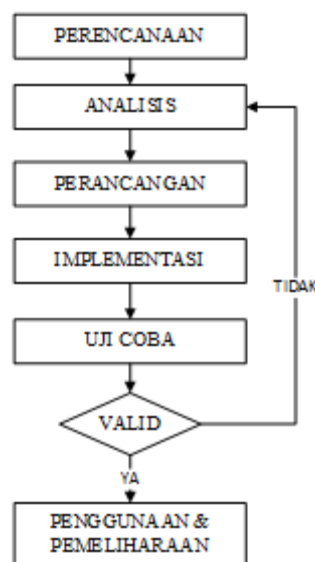 PERENCANAAN
ANALISIS
PERANCANGAN
IMPLEMENTASI
TIDAK
UJI COBA
VALID
YA
PENGGUNAAN &
PEMELIHARAAN